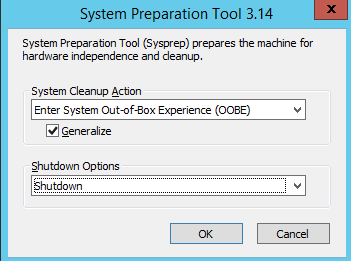 System Preparation Tool 3.14
x
System Preparation Tool (Sysprep) prepares the machine for
hardware independence and cleanup.
System Cleanup Action
Enter System Out-of-Box Experience (OOBE)
Generalize
Shutdown Options
Shutdown
OK
Cancel